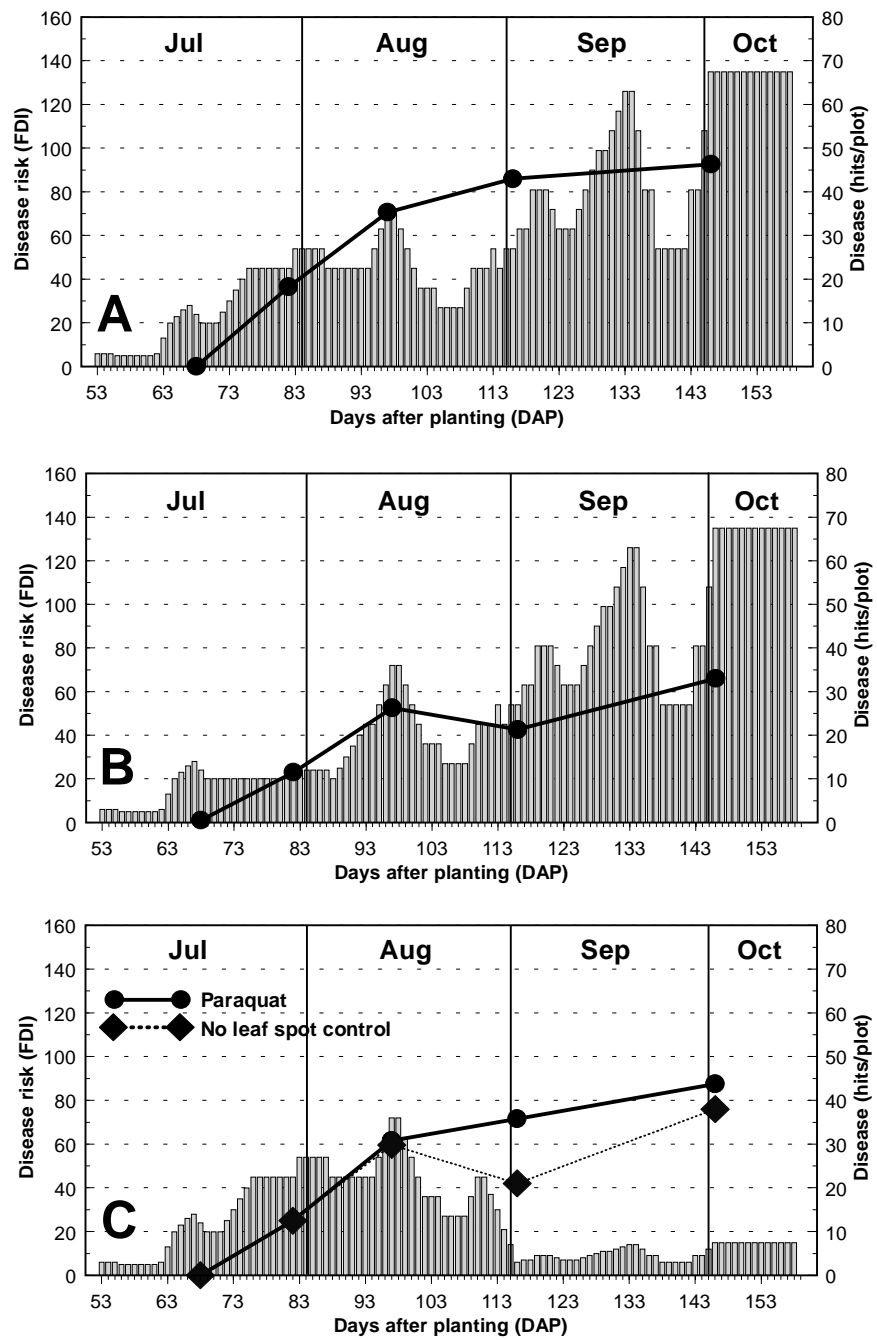 Jul Aug Sep Oct
Disease risk (FDI)
160
140
120
100
80
60
40
20
0
A
80
70
60
50
40
30
20
10
0
Disease (hits/plot)
53 63 73 83 93 103 113 123 133 143 153
Days after planting (DAP)
Jul Aug Sep Oct
Disease risk (FDI)
160
140
120
100
80
60
40
20
0
B
80
70
60
50
40
30
20
10
0
Disease (hits/plot)
53 63 73 83 93 103 113 123 133 143 153
Days after planting (DAP)
Jul Aug Sep Oct
Disease risk (FDI)
160
140
120
100
80
60
40
20
0
Paraquat
No leaf spot control
C
80
70
60
50
40
30
20
10
0
Disease (hits/plot)
53 63 73 83 93 103 113 123 133 143 153
Days after planting (DAP)